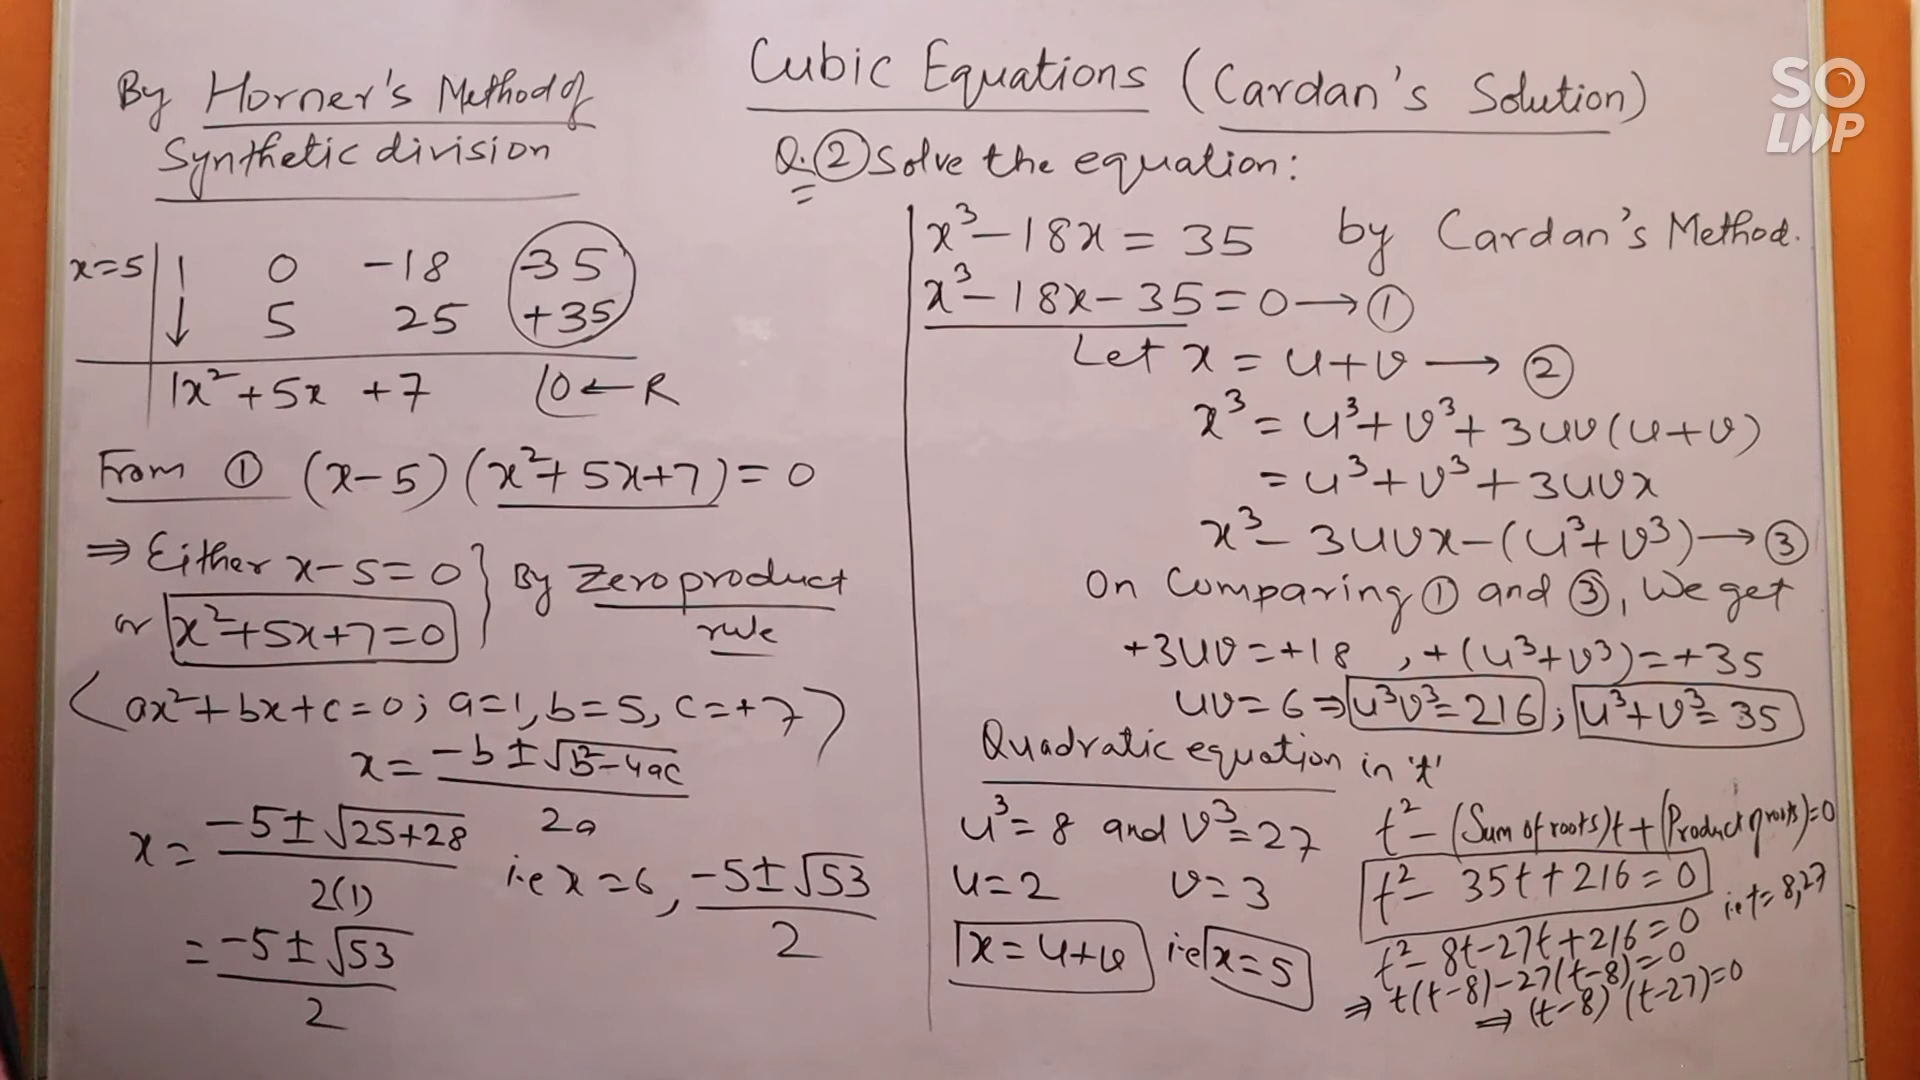 Cubic Equations (Cardan's Solution)
SO
LOOP
Q.② Solve the equation:
x³ - 18x = 35 by Cardan's Method.
x³ - 18x - 35 = 0 → ①
Let x = u+v → ②
x³ = u³ + v³ + 3uv(u+v)
= u³ + v³ + 3uvx
x³ - 3uvx - (u³ + v³) → ③
On Comparing ① and ③, We get
+3uv = +18 , +(u³+v³) = +35
uv = 6 ⇒ u³v³ = 216 ; u³ + v³ = 35
Quadratic equation in 't'
t² - (Sum of roots)t + (Product of roots) = 0
t² - 35t + 216 = 0
i.e t = 8,27
t² - 8t - 27t + 216 = 0
⇒ t(t-8) - 27(t-8) = 0
⇒ (t-8) (t-27) = 0
u³ = 8 and v³ = 27
u = 2 v = 3
x = u+v i.e x = 5
By Horner's Method of
Synthetic division
x=5 1 0 -18 -35
↓ 5 25 +35
1x² + 5x + 7 0 ← R
From ① (x-5) (x² + 5x + 7) = 0
⇒ Either x-5 = 0
or x² + 5x + 7 = 0 } By Zero product
rule
(ax² + bx + c = 0 ; a=1, b=5, c=+7)
x = -b ± √b²-4ac
2a
x = -5 ± √25+28
2(1)
= -5 ± √53
2
i.e x = 6, -5 ± √53
2